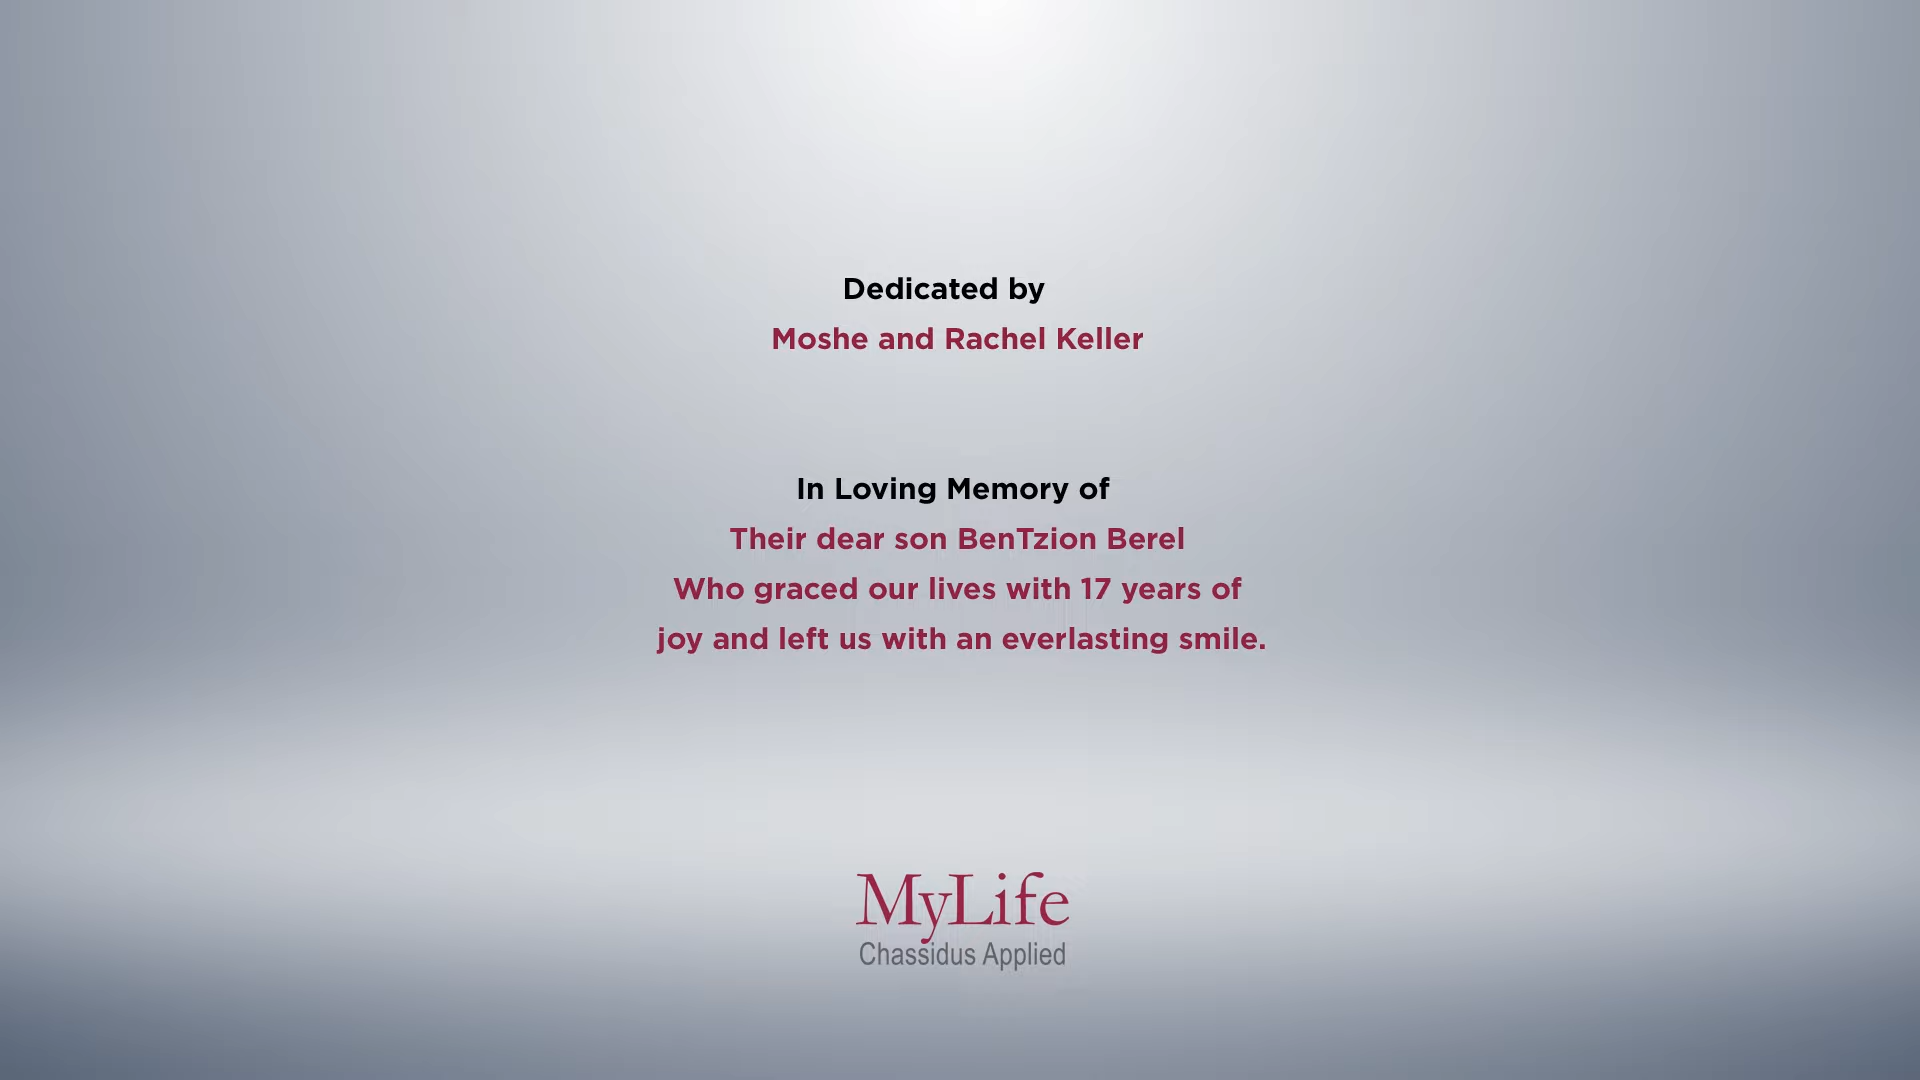 Dedicated by
Moshe and Rachel Keller
In Loving Memory of
Their dear son BenTzion Berel
Who graced our lives with 17 years of
joy and left us with an everlasting smile.
MyLife
Chassidus Applied